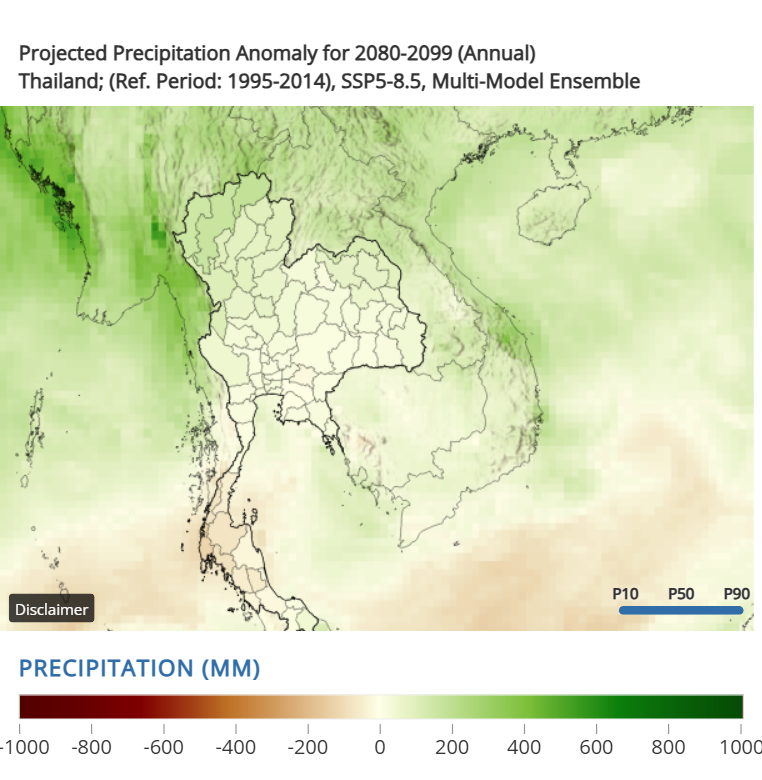 Projected Precipitation Anomaly for 2080-2099 (Annual)
Thailand; (Ref. Period: 1995-2014), SSP5-8.5, Multi-Model Ensemble
P10 P50 P90
Disclaimer
PRECIPITATION (MM)
-1000 -800 -600 -400 -200 0 200 400 600 800 1000